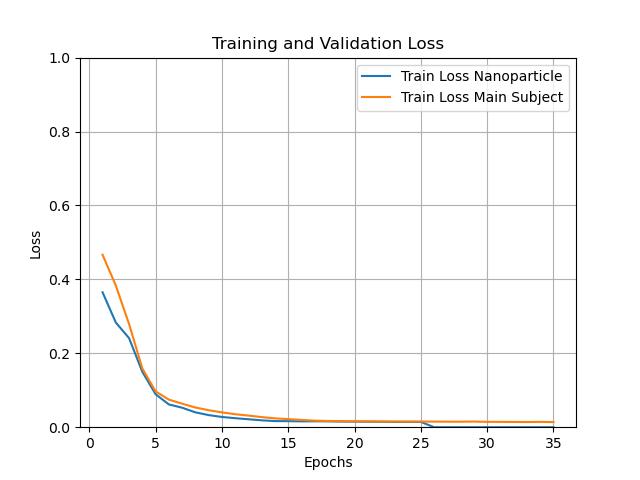 Training and Validation Loss
Train Loss Nanoparticle
Train Loss Main Subject
Loss
1.0
0.8
0.6
0.4
0.2
0.0
0 5 10 15 20 25 30 35
Epochs